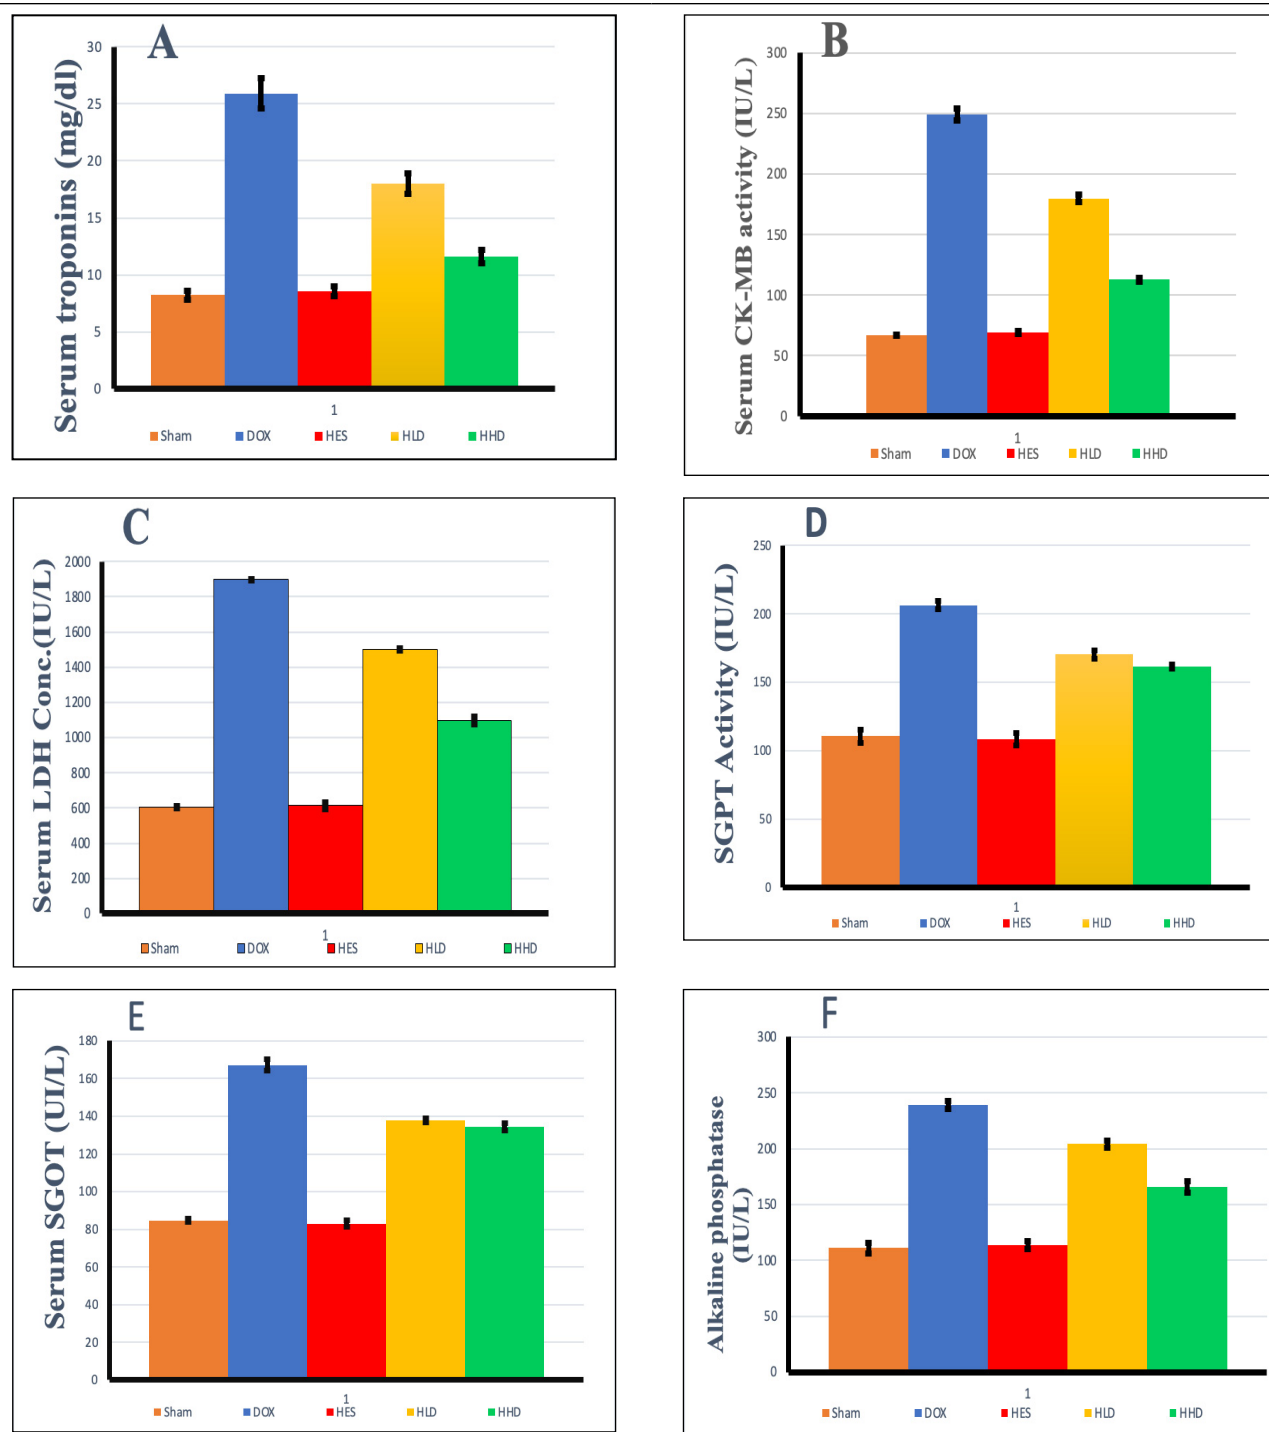 A
Serum troponins (mg/dl)
30
25
20
15
10
5
0
1
Sham DOX HES HLD HHD
B
Serum CK-MB activity (IU/L)
300
250
200
150
100
50
0
1
Sham DOX HES HLD HHD
C
Serum LDH Conc.(IU/L)
2000
1800
1600
1400
1200
1000
800
600
400
200
0
1
Sham DOX HES HLD HHD
D
SGPT Activity (IU/L)
250
200
150
100
50
0
1
Sham DOX HES HLD HHD
E
Serum SGOT (UI/L)
180
160
140
120
100
80
60
40
20
0
1
Sham DOX HES HLD HHD
F
Alkaline phosphatase
(IU/L)
300
250
200
150
100
50
0
1
Sham DOX HES HLD HHD